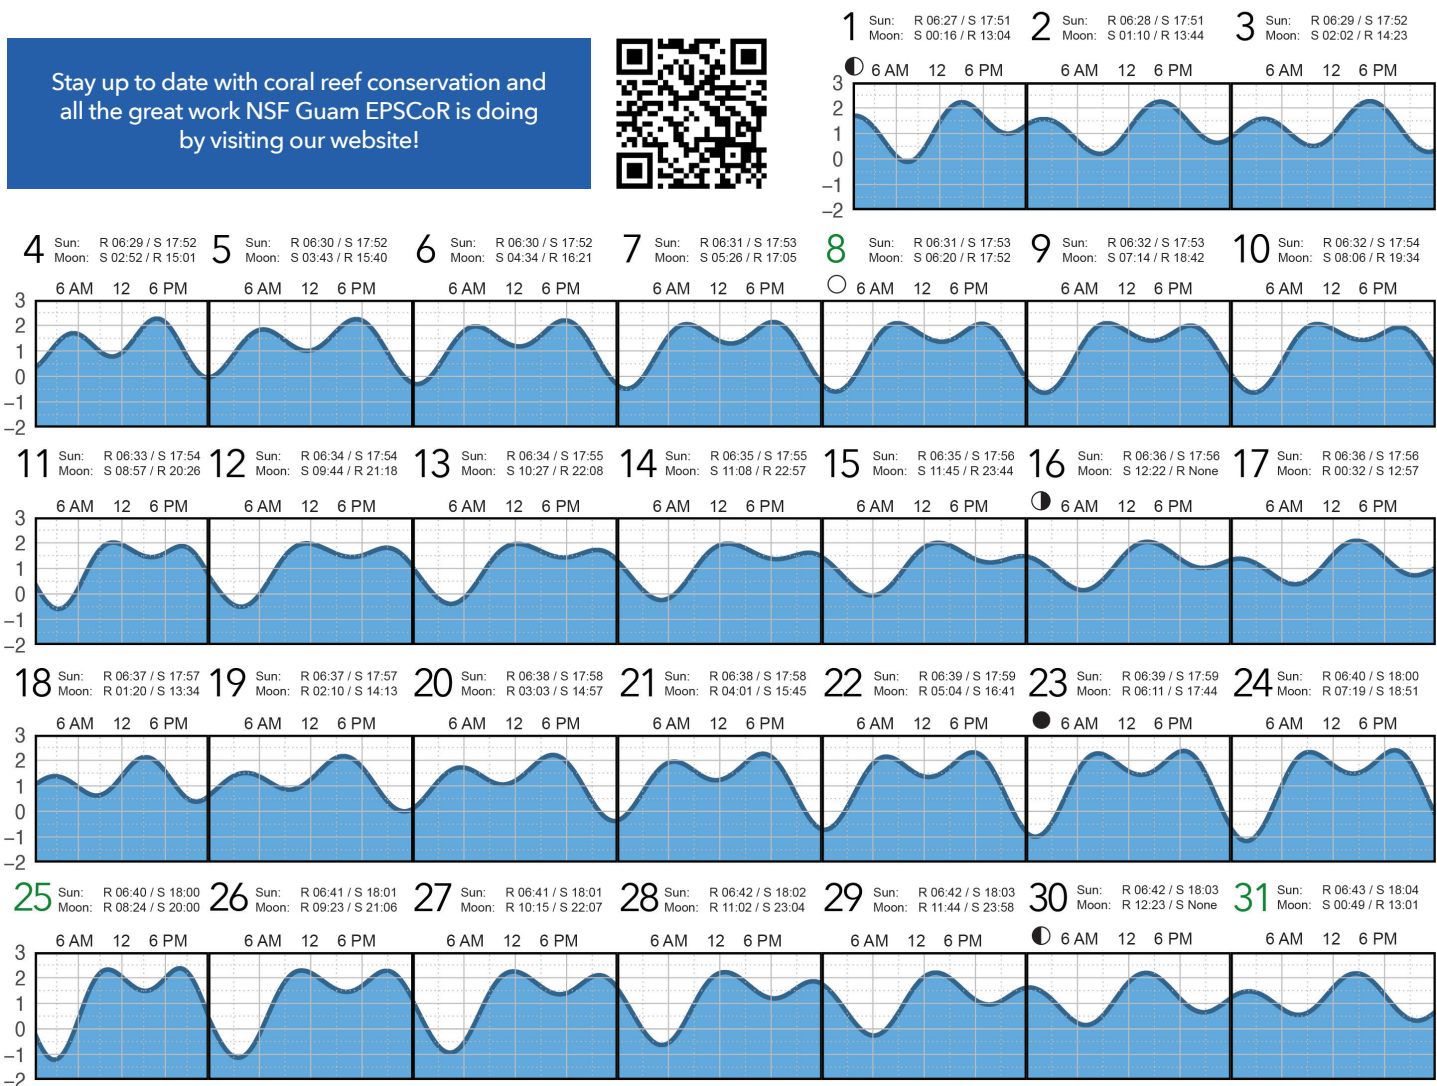 Stay up to date with coral reef conservation and
all the great work NSF Guam EPSCoR is doing
by visiting our website!
1 Sun: R 06:27 / S 17:51 2 Sun: R 06:28 / S 17:51 3 Sun: R 06:29 / S 17:52
Moon: S 00:16 / R 13:04 Moon: S 01:10 / R 13:44 Moon: S 02:02 / R 14:23
6 AM 12 6 PM 6 AM 12 6 PM 6 AM 12 6 PM
3
2
1
0
−1
−2
4 Sun: R 06:29 / S 17:52 5 Sun: R 06:30 / S 17:52 6 Sun: R 06:30 / S 17:52 7 Sun: R 06:31 / S 17:53 8 Sun: R 06:31 / S 17:53 9 Sun: R 06:32 / S 17:53 10 Sun: R 06:32 / S 17:54
Moon: S 02:52 / R 15:01 Moon: S 03:43 / R 15:40 Moon: S 04:34 / R 16:21 Moon: S 05:26 / R 17:05 Moon: S 06:20 / R 17:52 Moon: S 07:14 / R 18:42 Moon: S 08:06 / R 19:34
6 AM 12 6 PM 6 AM 12 6 PM 6 AM 12 6 PM 6 AM 12 6 PM 6 AM 12 6 PM 6 AM 12 6 PM 6 AM 12 6 PM
3
2
1
0
−1
−2
11 Sun: R 06:33 / S 17:54 12 Sun: R 06:34 / S 17:54 13 Sun: R 06:34 / S 17:55 14 Sun: R 06:35 / S 17:55 15 Sun: R 06:35 / S 17:56 16 Sun: R 06:36 / S 17:56 17 Sun: R 06:36 / S 17:56
Moon: S 08:57 / R 20:26 Moon: S 09:44 / R 21:18 Moon: S 10:27 / R 22:08 Moon: S 11:08 / R 22:57 Moon: S 11:45 / R 23:44 Moon: S 12:22 / R None Moon: R 00:32 / S 12:57
6 AM 12 6 PM 6 AM 12 6 PM 6 AM 12 6 PM 6 AM 12 6 PM 6 AM 12 6 PM 6 AM 12 6 PM 6 AM 12 6 PM
3
2
1
0
−1
−2
18 Sun: R 06:37 / S 17:57 19 Sun: R 06:37 / S 17:57 20 Sun: R 06:38 / S 17:58 21 Sun: R 06:38 / S 17:58 22 Sun: R 06:39 / S 17:59 23 Sun: R 06:39 / S 17:59 24 Sun: R 06:40 / S 18:00
Moon: R 01:20 / S 13:34 Moon: R 02:10 / S 14:13 Moon: R 03:03 / S 14:57 Moon: R 04:01 / S 15:45 Moon: R 05:04 / S 16:41 Moon: R 06:11 / S 17:44 Moon: R 07:19 / S 18:51
6 AM 12 6 PM 6 AM 12 6 PM 6 AM 12 6 PM 6 AM 12 6 PM 6 AM 12 6 PM 6 AM 12 6 PM 6 AM 12 6 PM
3
2
1
0
−1
−2
25 Sun: R 06:40 / S 18:00 26 Sun: R 06:41 / S 18:01 27 Sun: R 06:41 / S 18:01 28 Sun: R 06:42 / S 18:02 29 Sun: R 06:42 / S 18:03 30 Sun: R 06:42 / S 18:03 31 Sun: R 06:43 / S 18:04
Moon: R 08:24 / S 20:00 Moon: R 09:23 / S 21:06 Moon: R 10:15 / S 22:07 Moon: R 11:02 / S 23:04 Moon: R 11:44 / S 23:58 Moon: R 12:23 / S None Moon: S 00:49 / R 13:01
6 AM 12 6 PM 6 AM 12 6 PM 6 AM 12 6 PM 6 AM 12 6 PM 6 AM 12 6 PM 6 AM 12 6 PM 6 AM 12 6 PM
3
2
1
0
−1
−2